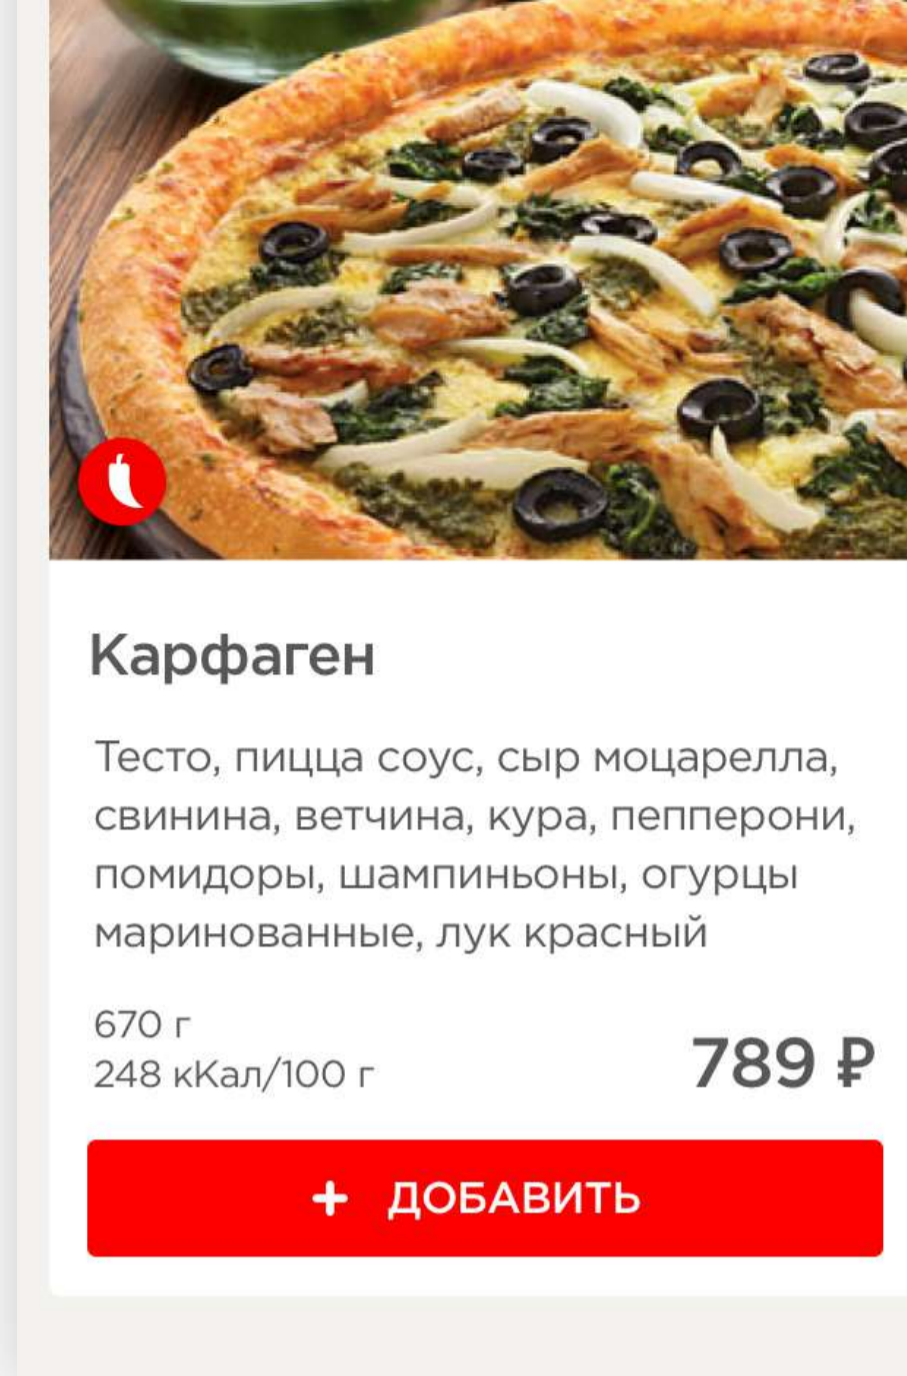 Карфаген
Тесто, пицца соус, сыр моцарелла,
свинина, ветчина, кура, пепперони,
помидоры, шампиньоны, огурцы
маринованные, лук красный
670 г
248 кКал/100 г
789 ₽
+ ДОБАВИТЬ